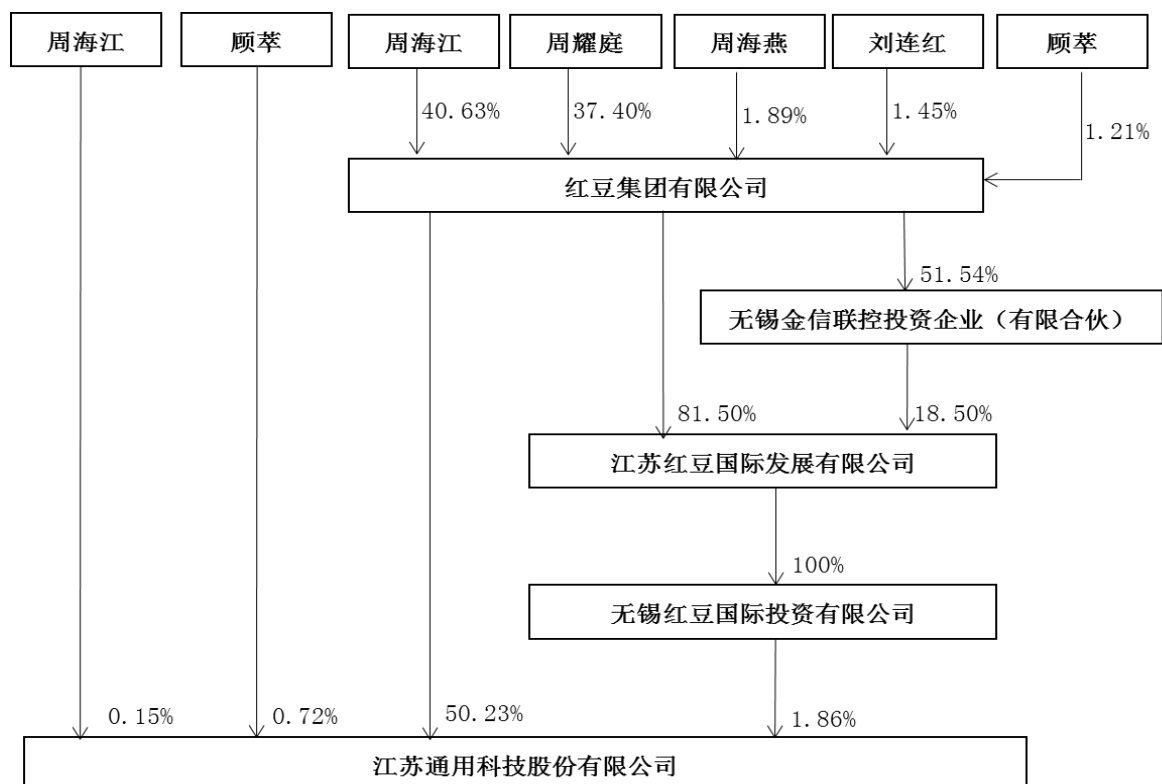 周海江
顾萃
周海江
周耀庭
周海燕
刘连红
顾萃
40.63%
37.40%
1.89%
1.45%
1.21%
红豆集团有限公司
51.54%
无锡金信联控投资企业（有限合伙）
81.50%
18.50%
江苏红豆国际发展有限公司
100%
无锡红豆国际投资有限公司
0.15%
0.72%
50.23%
1.86%
江苏通用科技股份有限公司